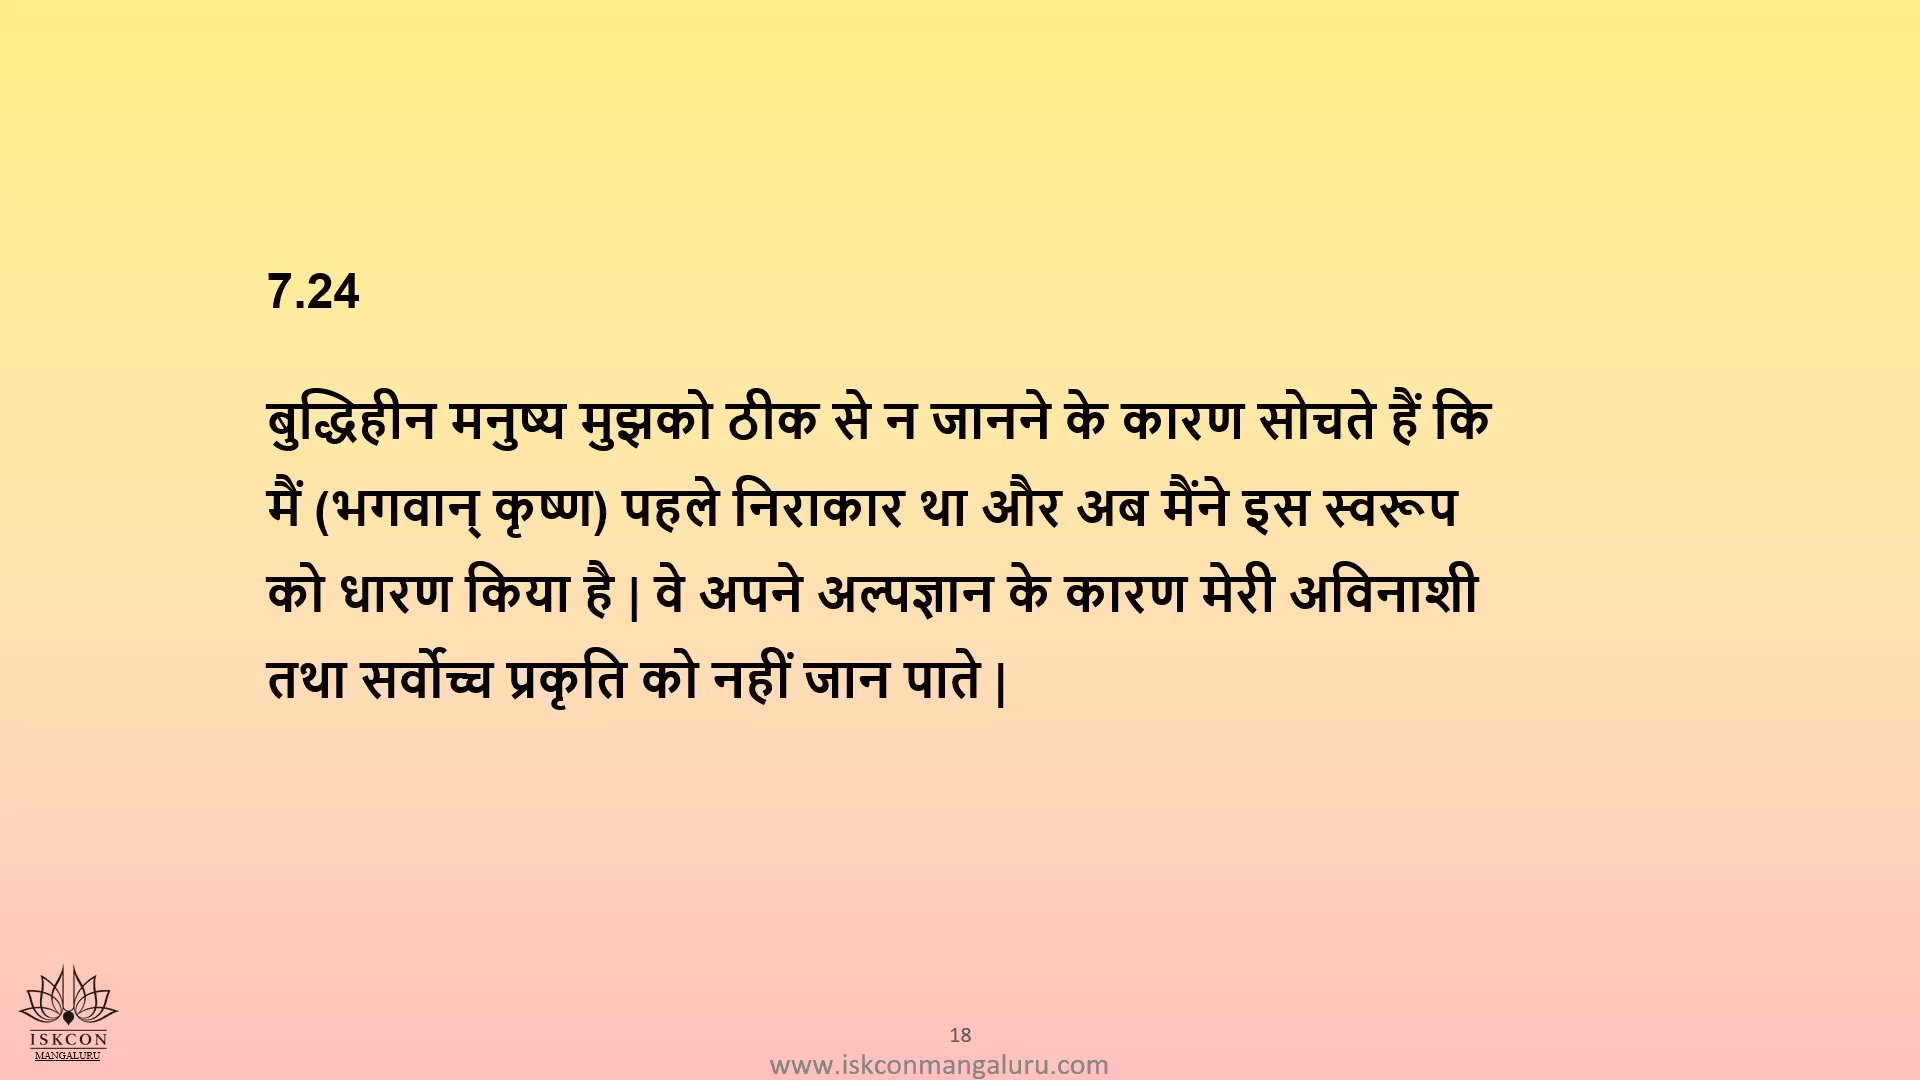 7.24
बुद्धिहीन मनुष्य मुझको ठीक से न जानने के कारण सोचते हैं कि
मैं (भगवान् कृष्ण) पहले निराकार था और अब मैंने इस स्वरूप
को धारण किया है | वे अपने अल्पज्ञान के कारण मेरी अविनाशी
तथा सर्वोच्च प्रकृति को नहीं जान पाते |
ISKCON
MANGALURU
18
www.iskconmangaluru.com